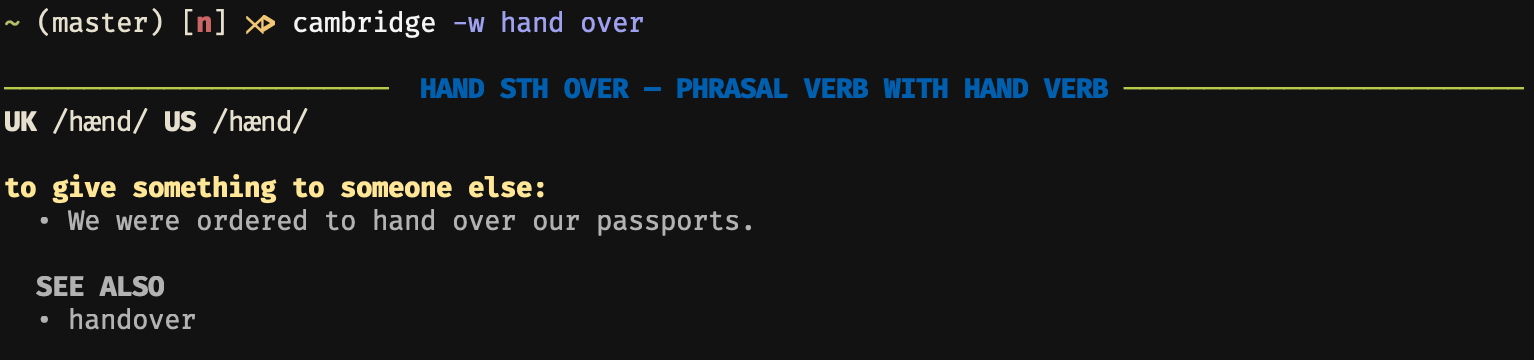 ~ (master) [n] ⋊> cambridge -w hand over
HAND STH OVER — PHRASAL VERB WITH HAND VERB
UK /hænd/ US /hænd/
to give something to someone else:
• We were ordered to hand over our passports.
SEE ALSO
• handover